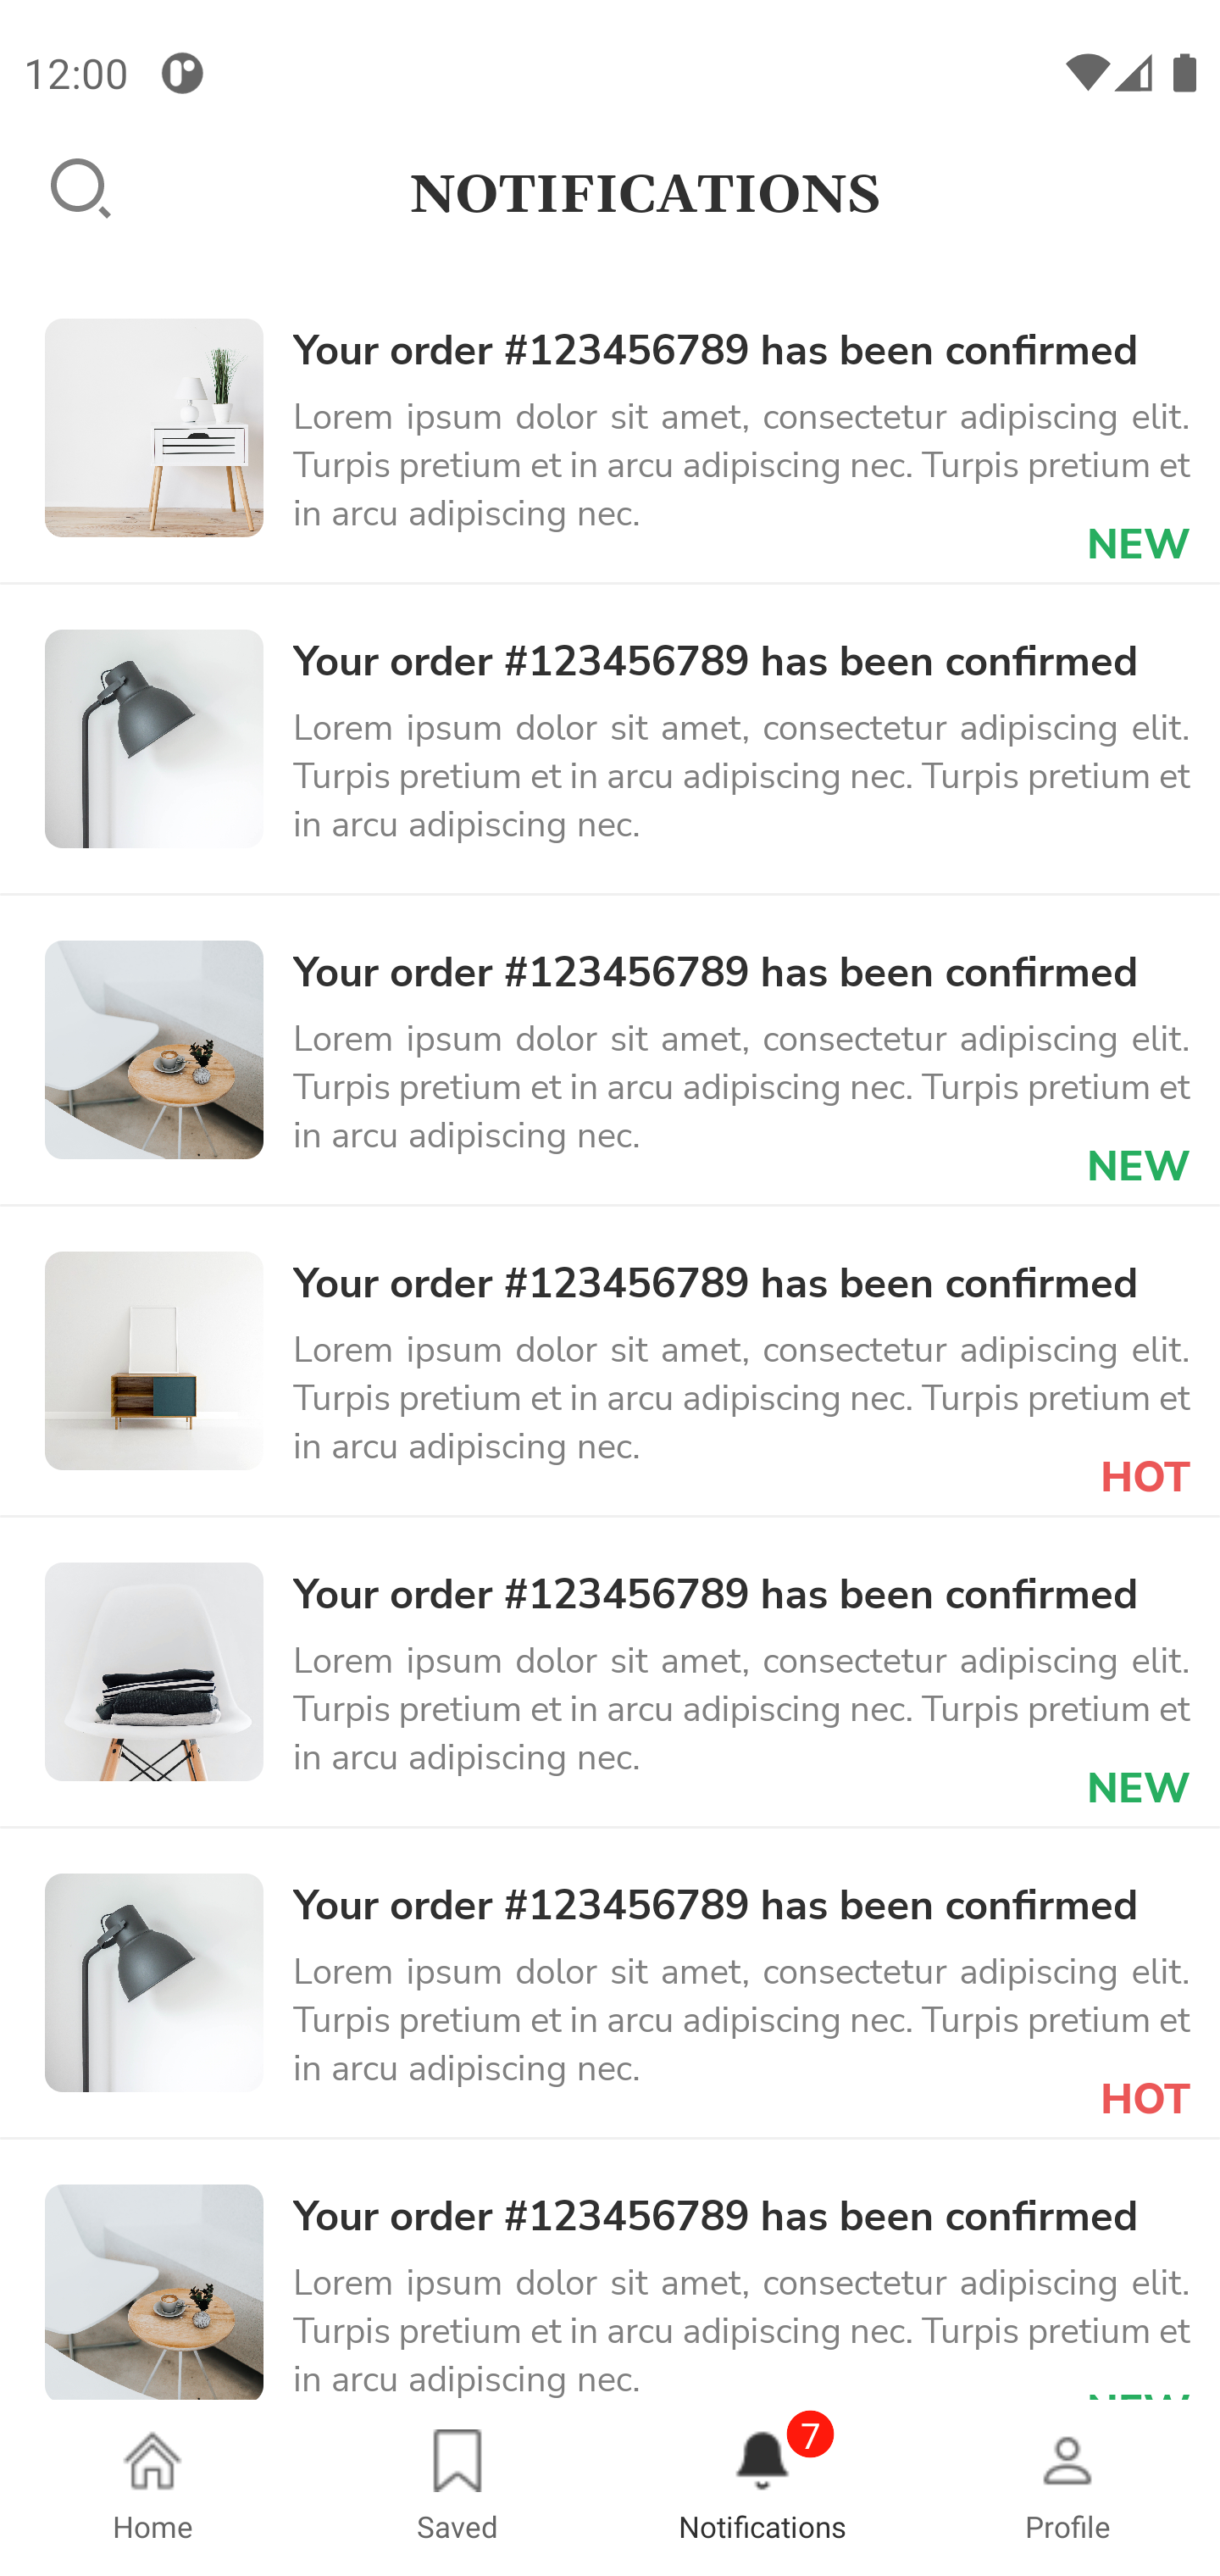 12:00
NOTIFICATIONS
Your order #123456789 has been confirmed
Lorem ipsum dolor sit amet, consectetur adipiscing elit.
Turpis pretium et in arcu adipiscing nec. Turpis pretium et
in arcu adipiscing nec.
NEW
Your order #123456789 has been confirmed
Lorem ipsum dolor sit amet, consectetur adipiscing elit.
Turpis pretium et in arcu adipiscing nec. Turpis pretium et
in arcu adipiscing nec.
Your order #123456789 has been confirmed
Lorem ipsum dolor sit amet, consectetur adipiscing elit.
Turpis pretium et in arcu adipiscing nec. Turpis pretium et
in arcu adipiscing nec.
NEW
Your order #123456789 has been confirmed
Lorem ipsum dolor sit amet, consectetur adipiscing elit.
Turpis pretium et in arcu adipiscing nec. Turpis pretium et
in arcu adipiscing nec.
HOT
Your order #123456789 has been confirmed
Lorem ipsum dolor sit amet, consectetur adipiscing elit.
Turpis pretium et in arcu adipiscing nec. Turpis pretium et
in arcu adipiscing nec.
NEW
Your order #123456789 has been confirmed
Lorem ipsum dolor sit amet, consectetur adipiscing elit.
Turpis pretium et in arcu adipiscing nec. Turpis pretium et
in arcu adipiscing nec.
HOT
Your order #123456789 has been confirmed
Lorem ipsum dolor sit amet, consectetur adipiscing elit.
Turpis pretium et in arcu adipiscing nec. Turpis pretium et
in arcu adipiscing nec.
7
Home
Saved
Notifications
Profile